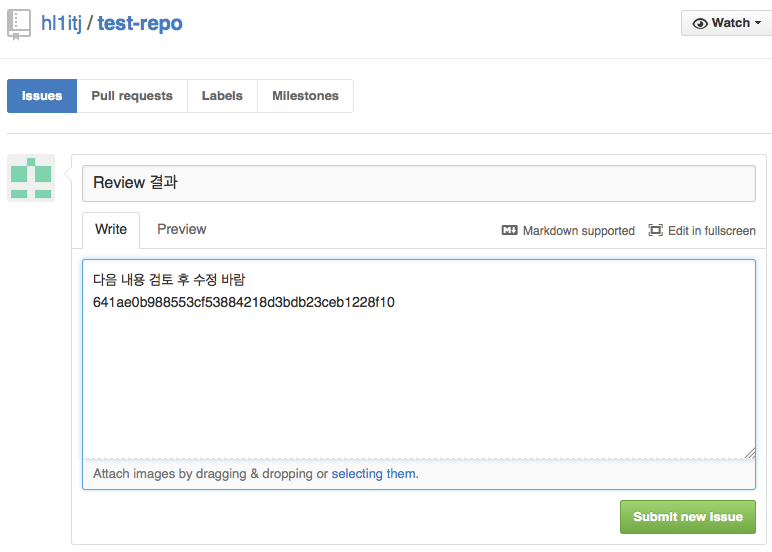 hl1itj / test-repo
Watch
Issues Pull requests Labels Milestones
Review 결과
Write Preview Markdown supported Edit in fullscreen
다음 내용 검토 후 수정 바람
641ae0b988553cf53884218d3bdb23ceb1228f10
Attach images by dragging & dropping or selecting them.
Submit new issue